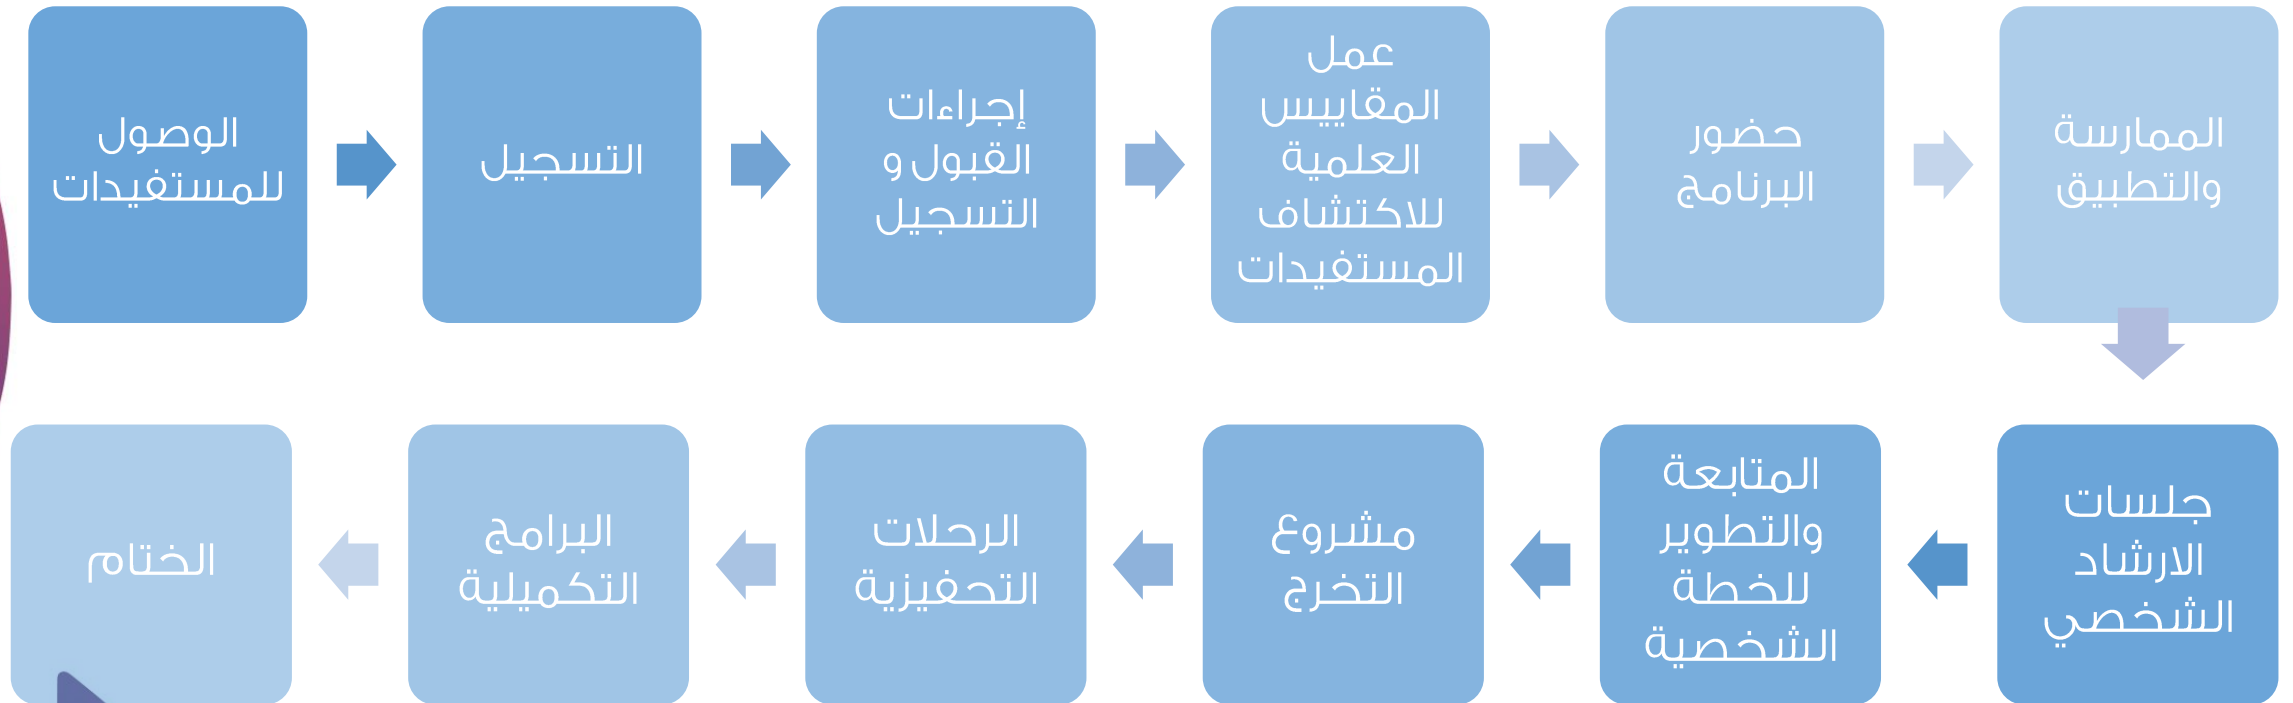 الوصول
للمستفيدات
التسجيل
إجراءات
القبول و
التسجيل
عمل
المقاييس
العلمية
للاكتشاف
المستفيدات
حضور
البرنامج
الممارسة
والتطبيق
جلسات
الارشاد
الشخصي
المتابعة
والتطوير
للخطة
الشخصية
مشروع
التخرج
الرحلات
التحفيزية
البرامج
التكميلية
الختام